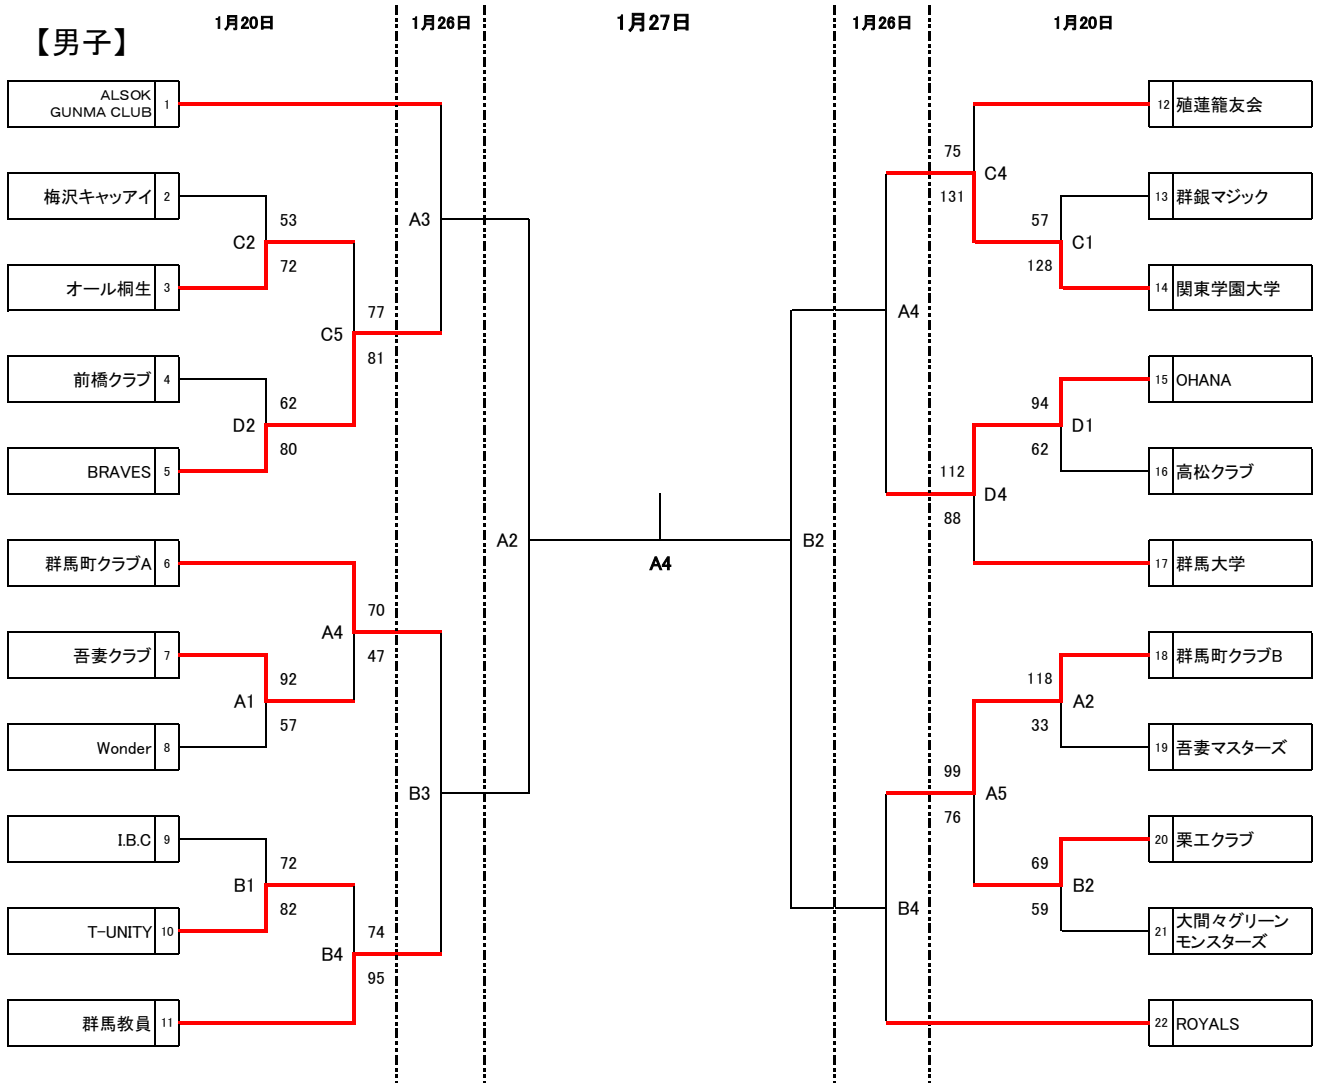 【男子】
1月20日
1月26日
1月27日
1月26日
1月20日
ALSOK
GUNMA CLUB
1
梅沢キャッアイ
2
オール桐生
3
前橋クラブ
4
BRAVES
5
群馬町クラブA
6
吾妻クラブ
7
Wonder
8
I.B.C
9
T-UNITY
10
群馬教員
11
53
C2
72
62
D2
80
77
C5
81
70
A4
47
92
A1
57
72
B1
82
74
B4
95
A3
B3
A2
A4
B2
A4
B4
75
C4
131
57
C1
128
94
D1
62
112
D4
88
118
A2
33
99
A5
76
69
B2
59
12
殖蓮籠友会
13
群銀マジック
14
関東学園大学
15
OHANA
16
高松クラブ
17
群馬大学
18
群馬町クラブB
19
吾妻マスターズ
20
栗工クラブ
21
大間々グリーン
モンスターズ
22
ROYALS